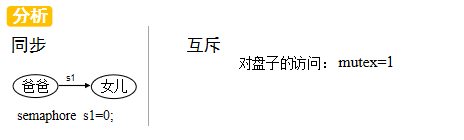 分析
同步
互斥
对盘子的访问：mutex=1
s1
爸爸
女儿
semaphore s1=0;